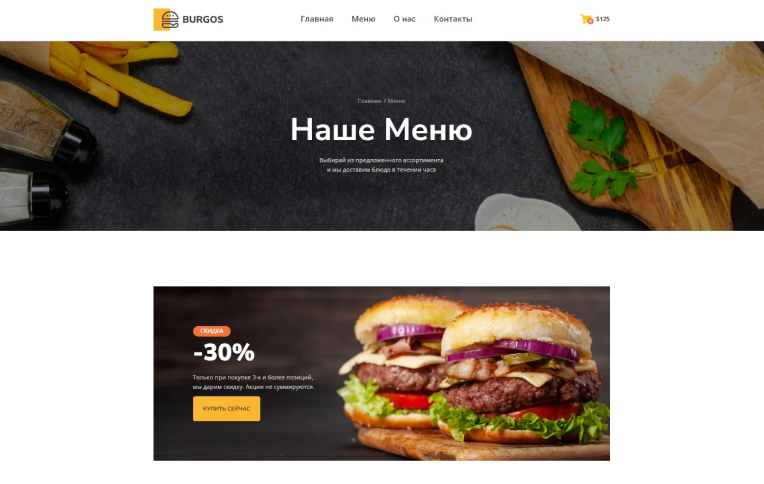 BURGOS
Главная Меню О нас Контакты
$125
Главная / Меню
Наше Меню
Выбирай из предложенного ассортимента
и мы доставим блюдо в течении часа
СКИДКА
-30%
Только при покупке 3-х и более позиций,
мы дарим скидку. Акции не суммируются.
КУПИТЬ СЕЙЧАС